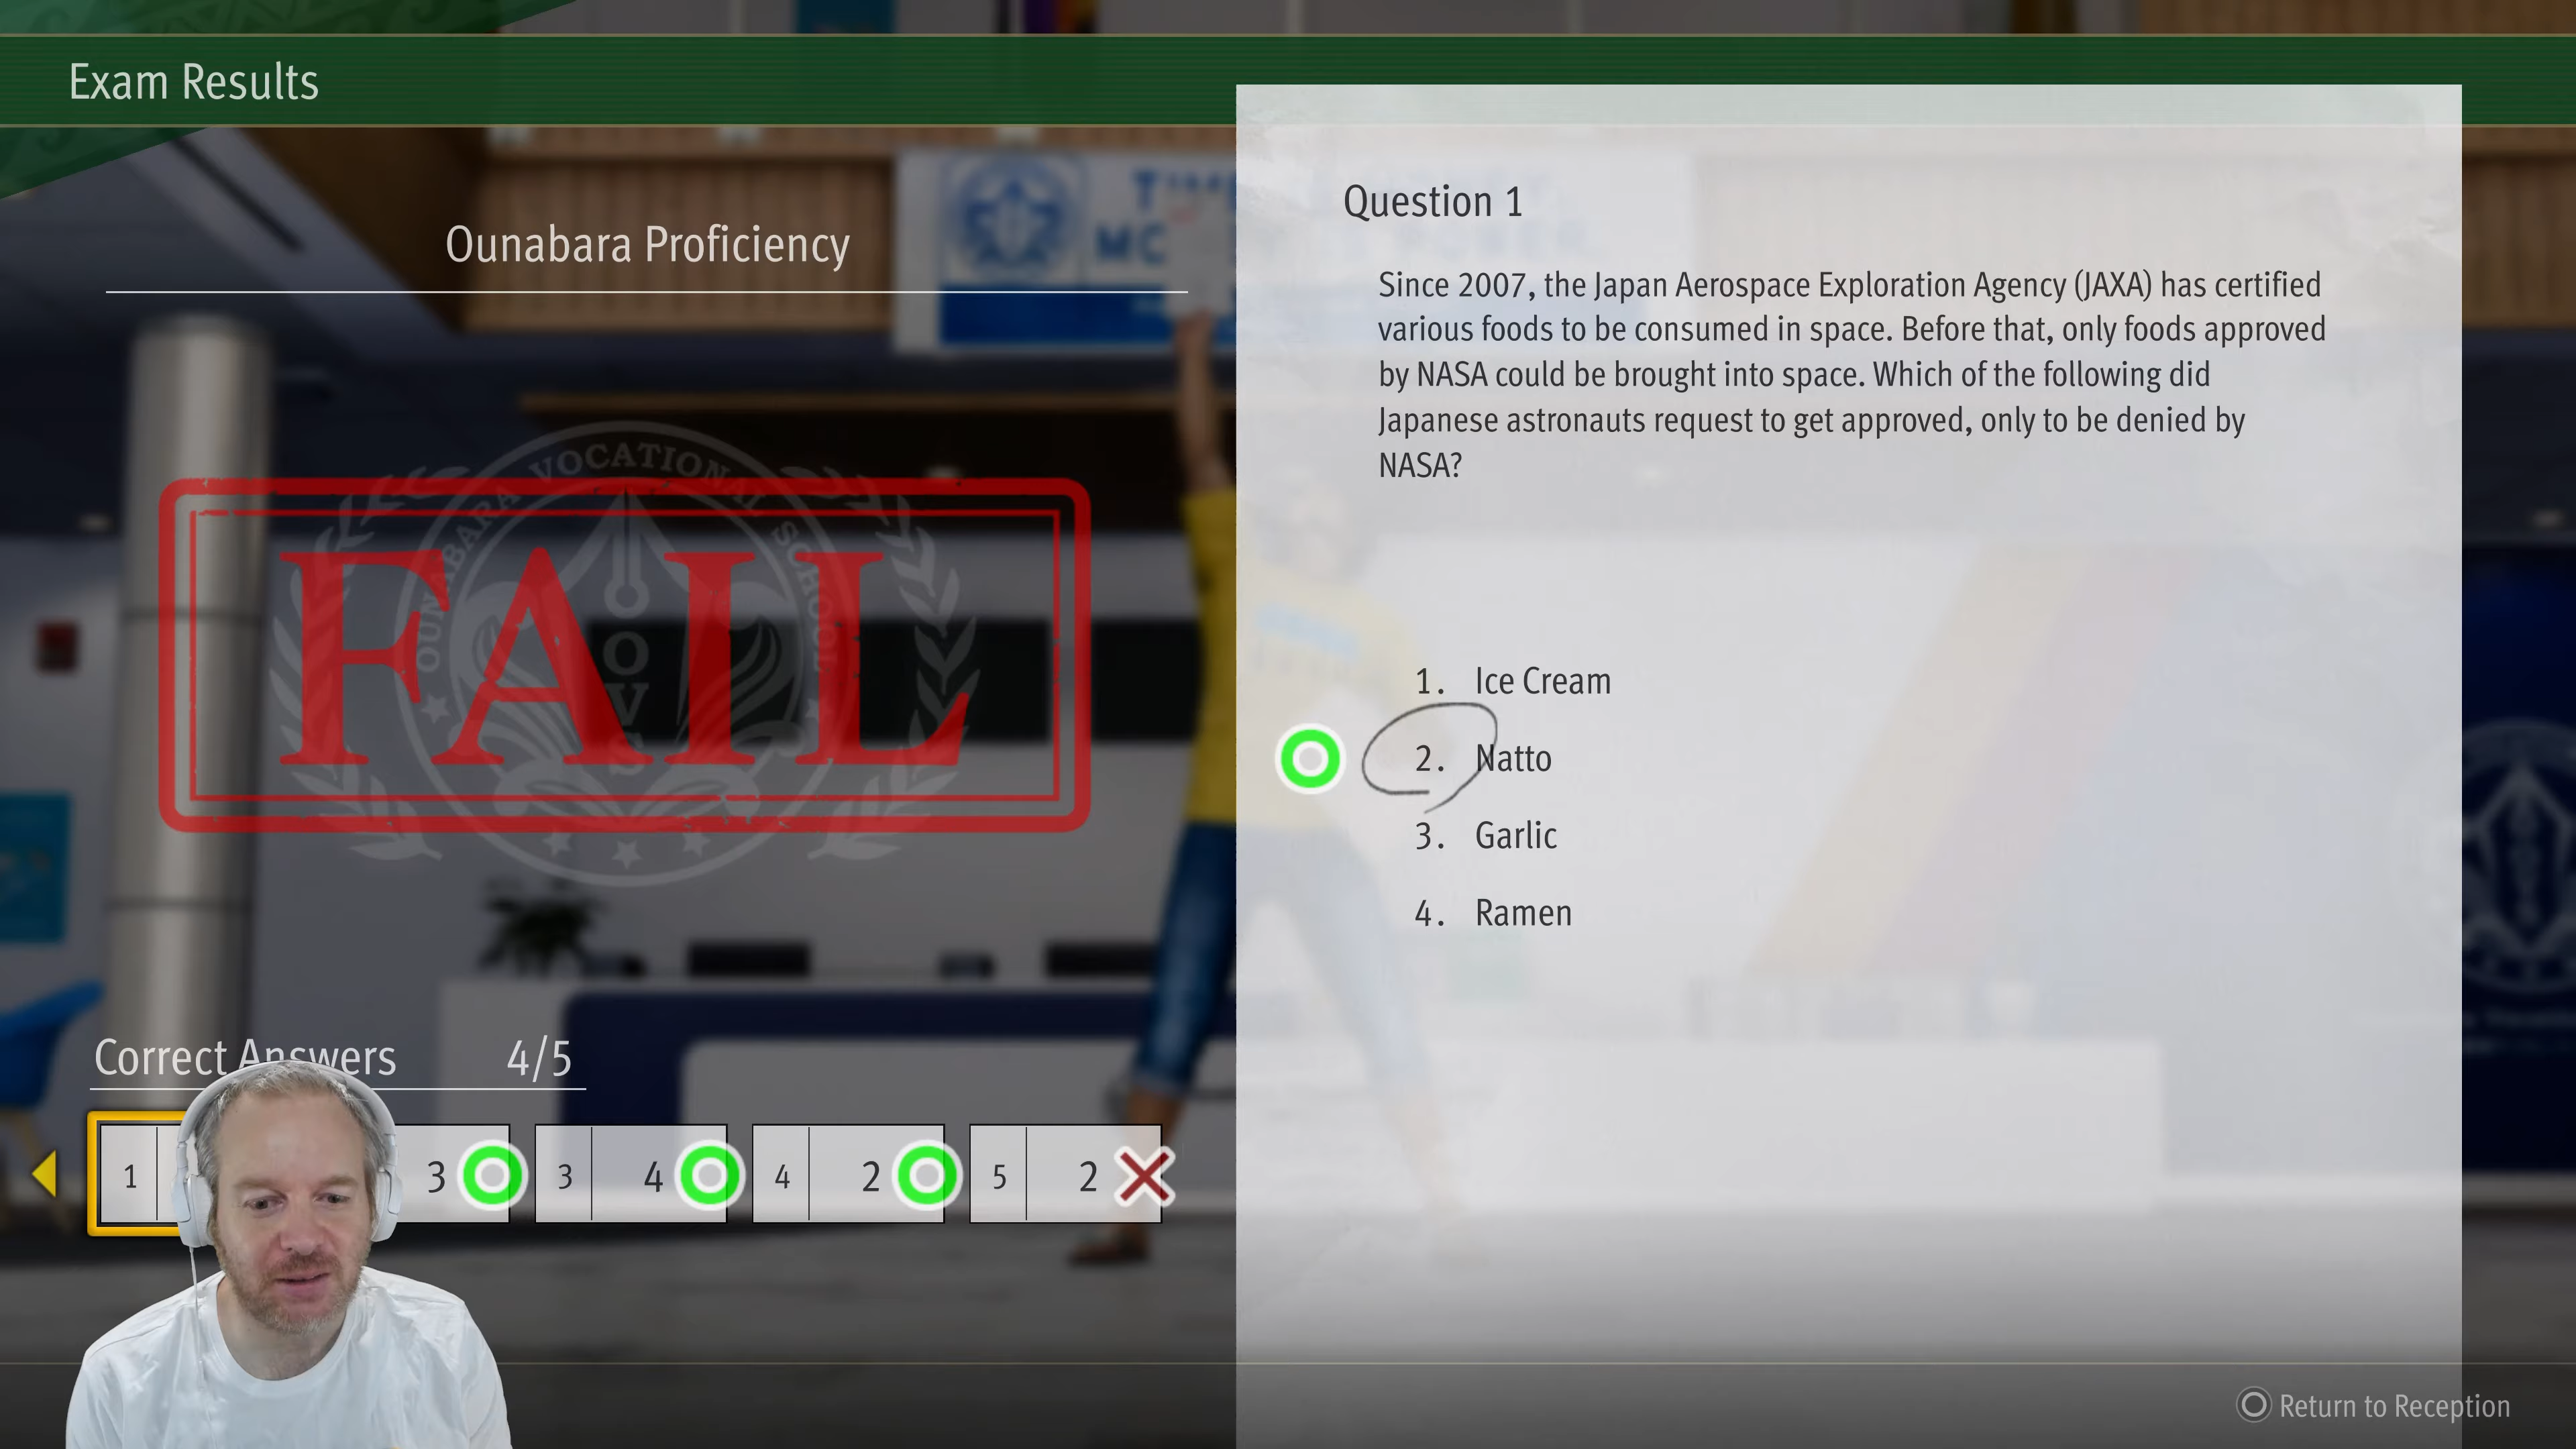 Exam Results
Ounabara Proficiency
OUNABARA VOCATIONAL SCHOOL
OVS
FAIL
Correct Answers 4/5
1
3
3 4
4 2
5 2
Question 1
Since 2007, the Japan Aerospace Exploration Agency (JAXA) has certified
various foods to be consumed in space. Before that, only foods approved
by NASA could be brought into space. Which of the following did
Japanese astronauts request to get approved, only to be denied by
NASA?
1. Ice Cream
2. Natto
3. Garlic
4. Ramen
Return to Reception